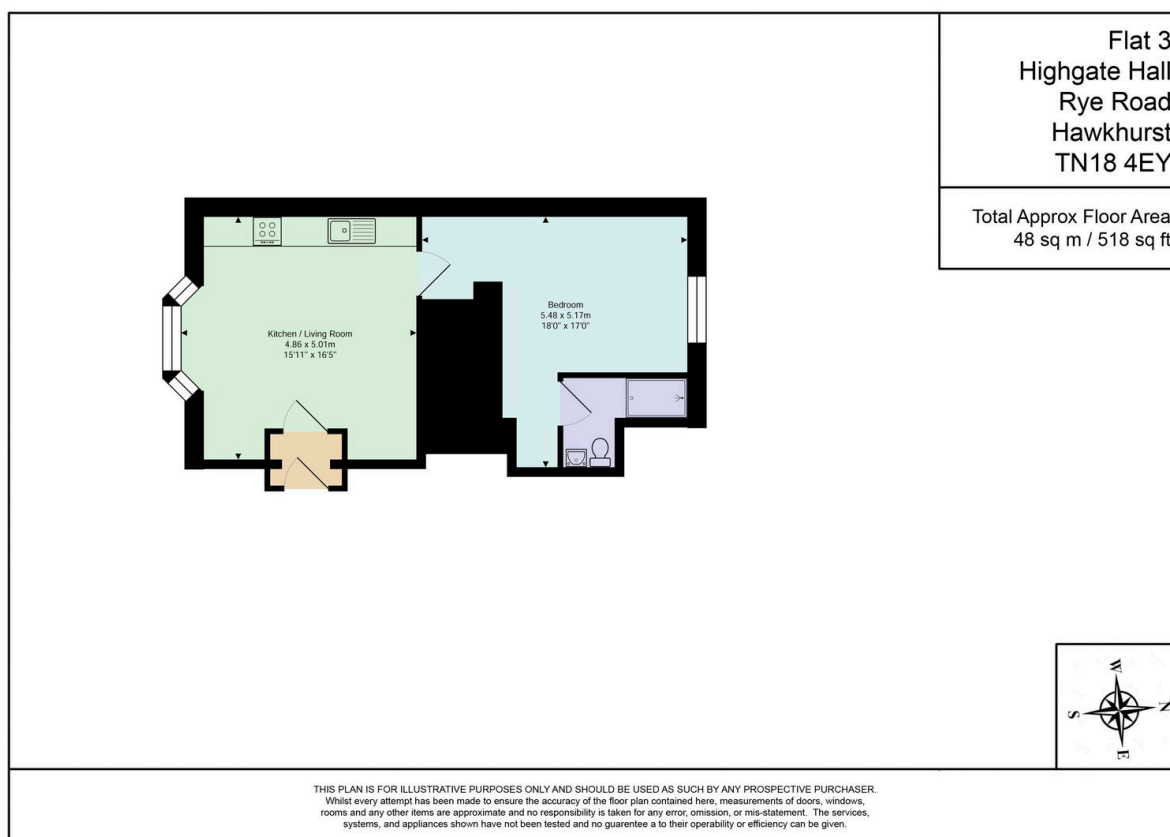 Flat 3
Highgate Hall
Rye Road
Hawkhurst
TN18 4EY
Total Approx Floor Area
48 sq m / 518 sq ft
Kitchen / Living Room
4.86 x 5.01m
15'11" x 16'5"
Bedroom
5.48 x 5.17m
18'0" x 17'0"
W
S
N
E
THIS PLAN IS FOR ILLUSTRATIVE PURPOSES ONLY AND SHOULD BE USED AS SUCH BY ANY PROSPECTIVE PURCHASER.
Whilst every attempt has been made to ensure the accuracy of the floor plan contained here, measurements of doors, windows,
rooms and any other items are approximate and no responsibility is taken for any error, omission, or mis-statement. The services,
systems, and appliances shown have not been tested and no guarentee a to their operability or efficiency can be given.